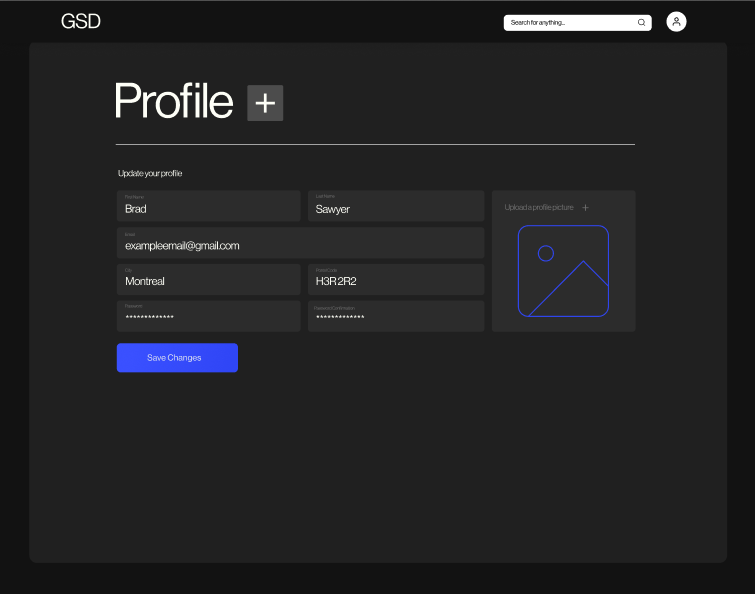 GSD
Search for anything...
Profile
Update your profile
First Name
Last Name
Brad
Sawyer
Upload a profile picture
Email
exampleemail@gmail.com
City
Postal Code
Montreal
H3R 2R2
Password
Password Confirmation
*************
*************
Save Changes